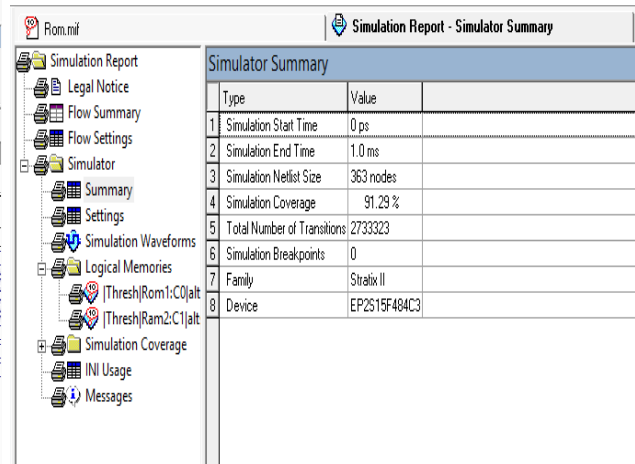 Rom.mif
Simulation Report - Simulator Summary
Simulation Report
Legal Notice
Flow Summary
Flow Settings
Simulator
Summary
Settings
Simulation Waveforms
Logical Memories
|Thresh|Rom1:C0|alt
|Thresh|Ram2:C1|alt
Simulation Coverage
INI Usage
Messages
Simulator Summary
Type Value
1 Simulation Start Time 0 ps
2 Simulation End Time 1.0 ms
3 Simulation Netlist Size 363 nodes
4 Simulation Coverage 91.29 %
5 Total Number of Transitions 2733323
6 Simulation Breakpoints 0
7 Family Stratix II
8 Device EP2S15F484C3